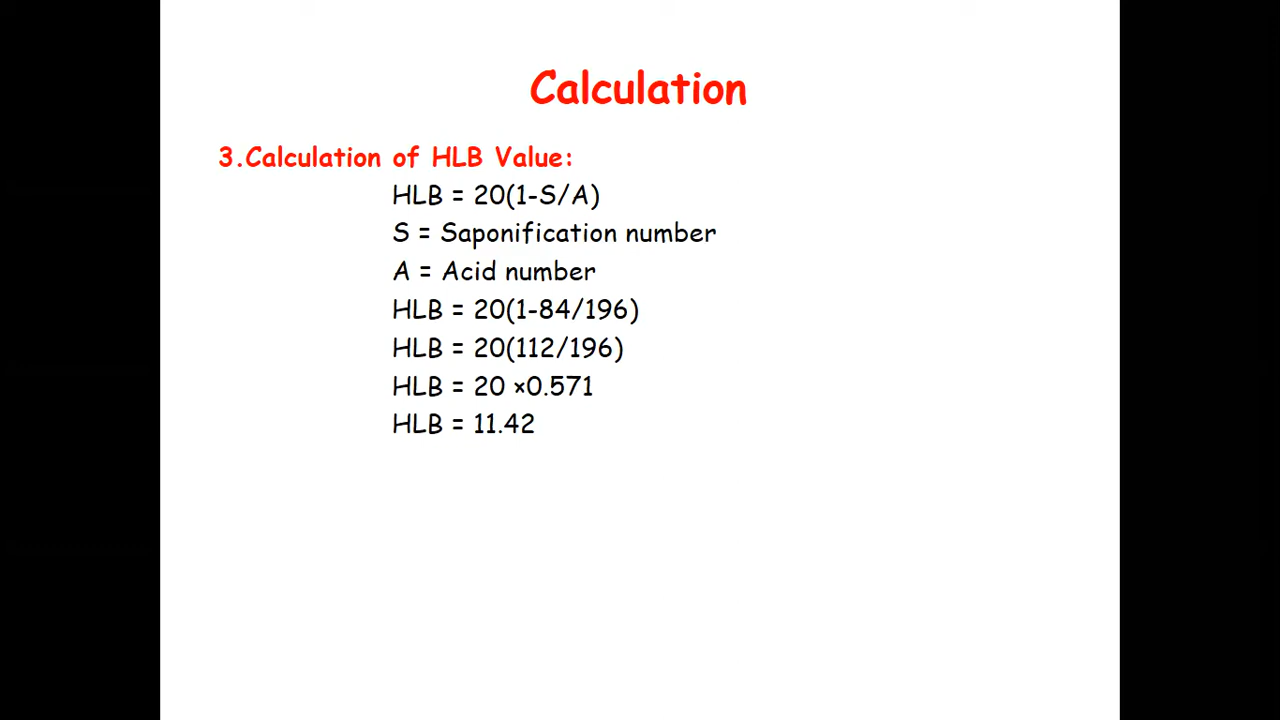 Calculation
3.Calculation of HLB Value:
HLB = 20(1-S/A)
S = Saponification number
A = Acid number
HLB = 20(1-84/196)
HLB = 20(112/196)
HLB = 20 ×0.571
HLB = 11.42